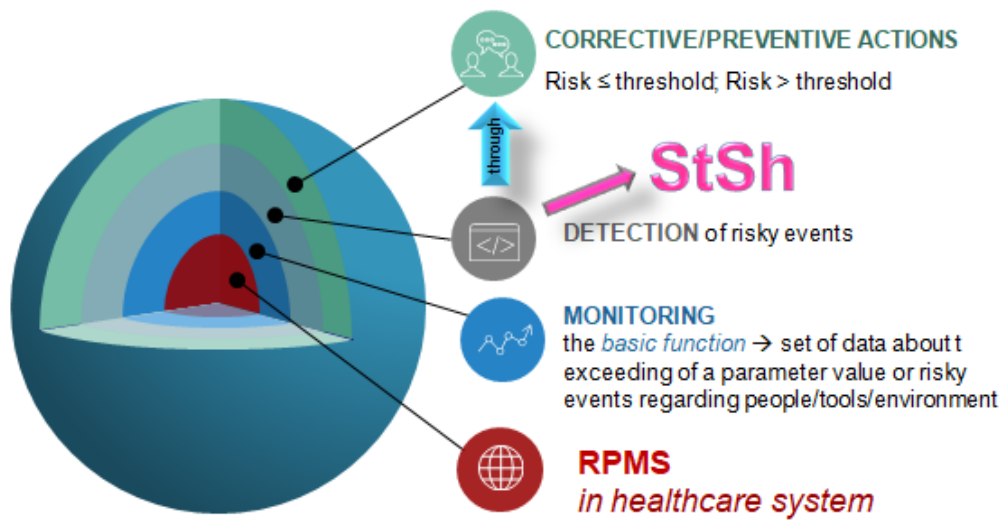 CORRECTIVE/PREVENTIVE ACTIONS
Risk ≤ threshold; Risk > threshold
through
StSh
</>
DETECTION of risky events
MONITORING
the basic function → set of data about t
exceeding of a parameter value or risky
events regarding people/tools/environment
RPMS
in healthcare system